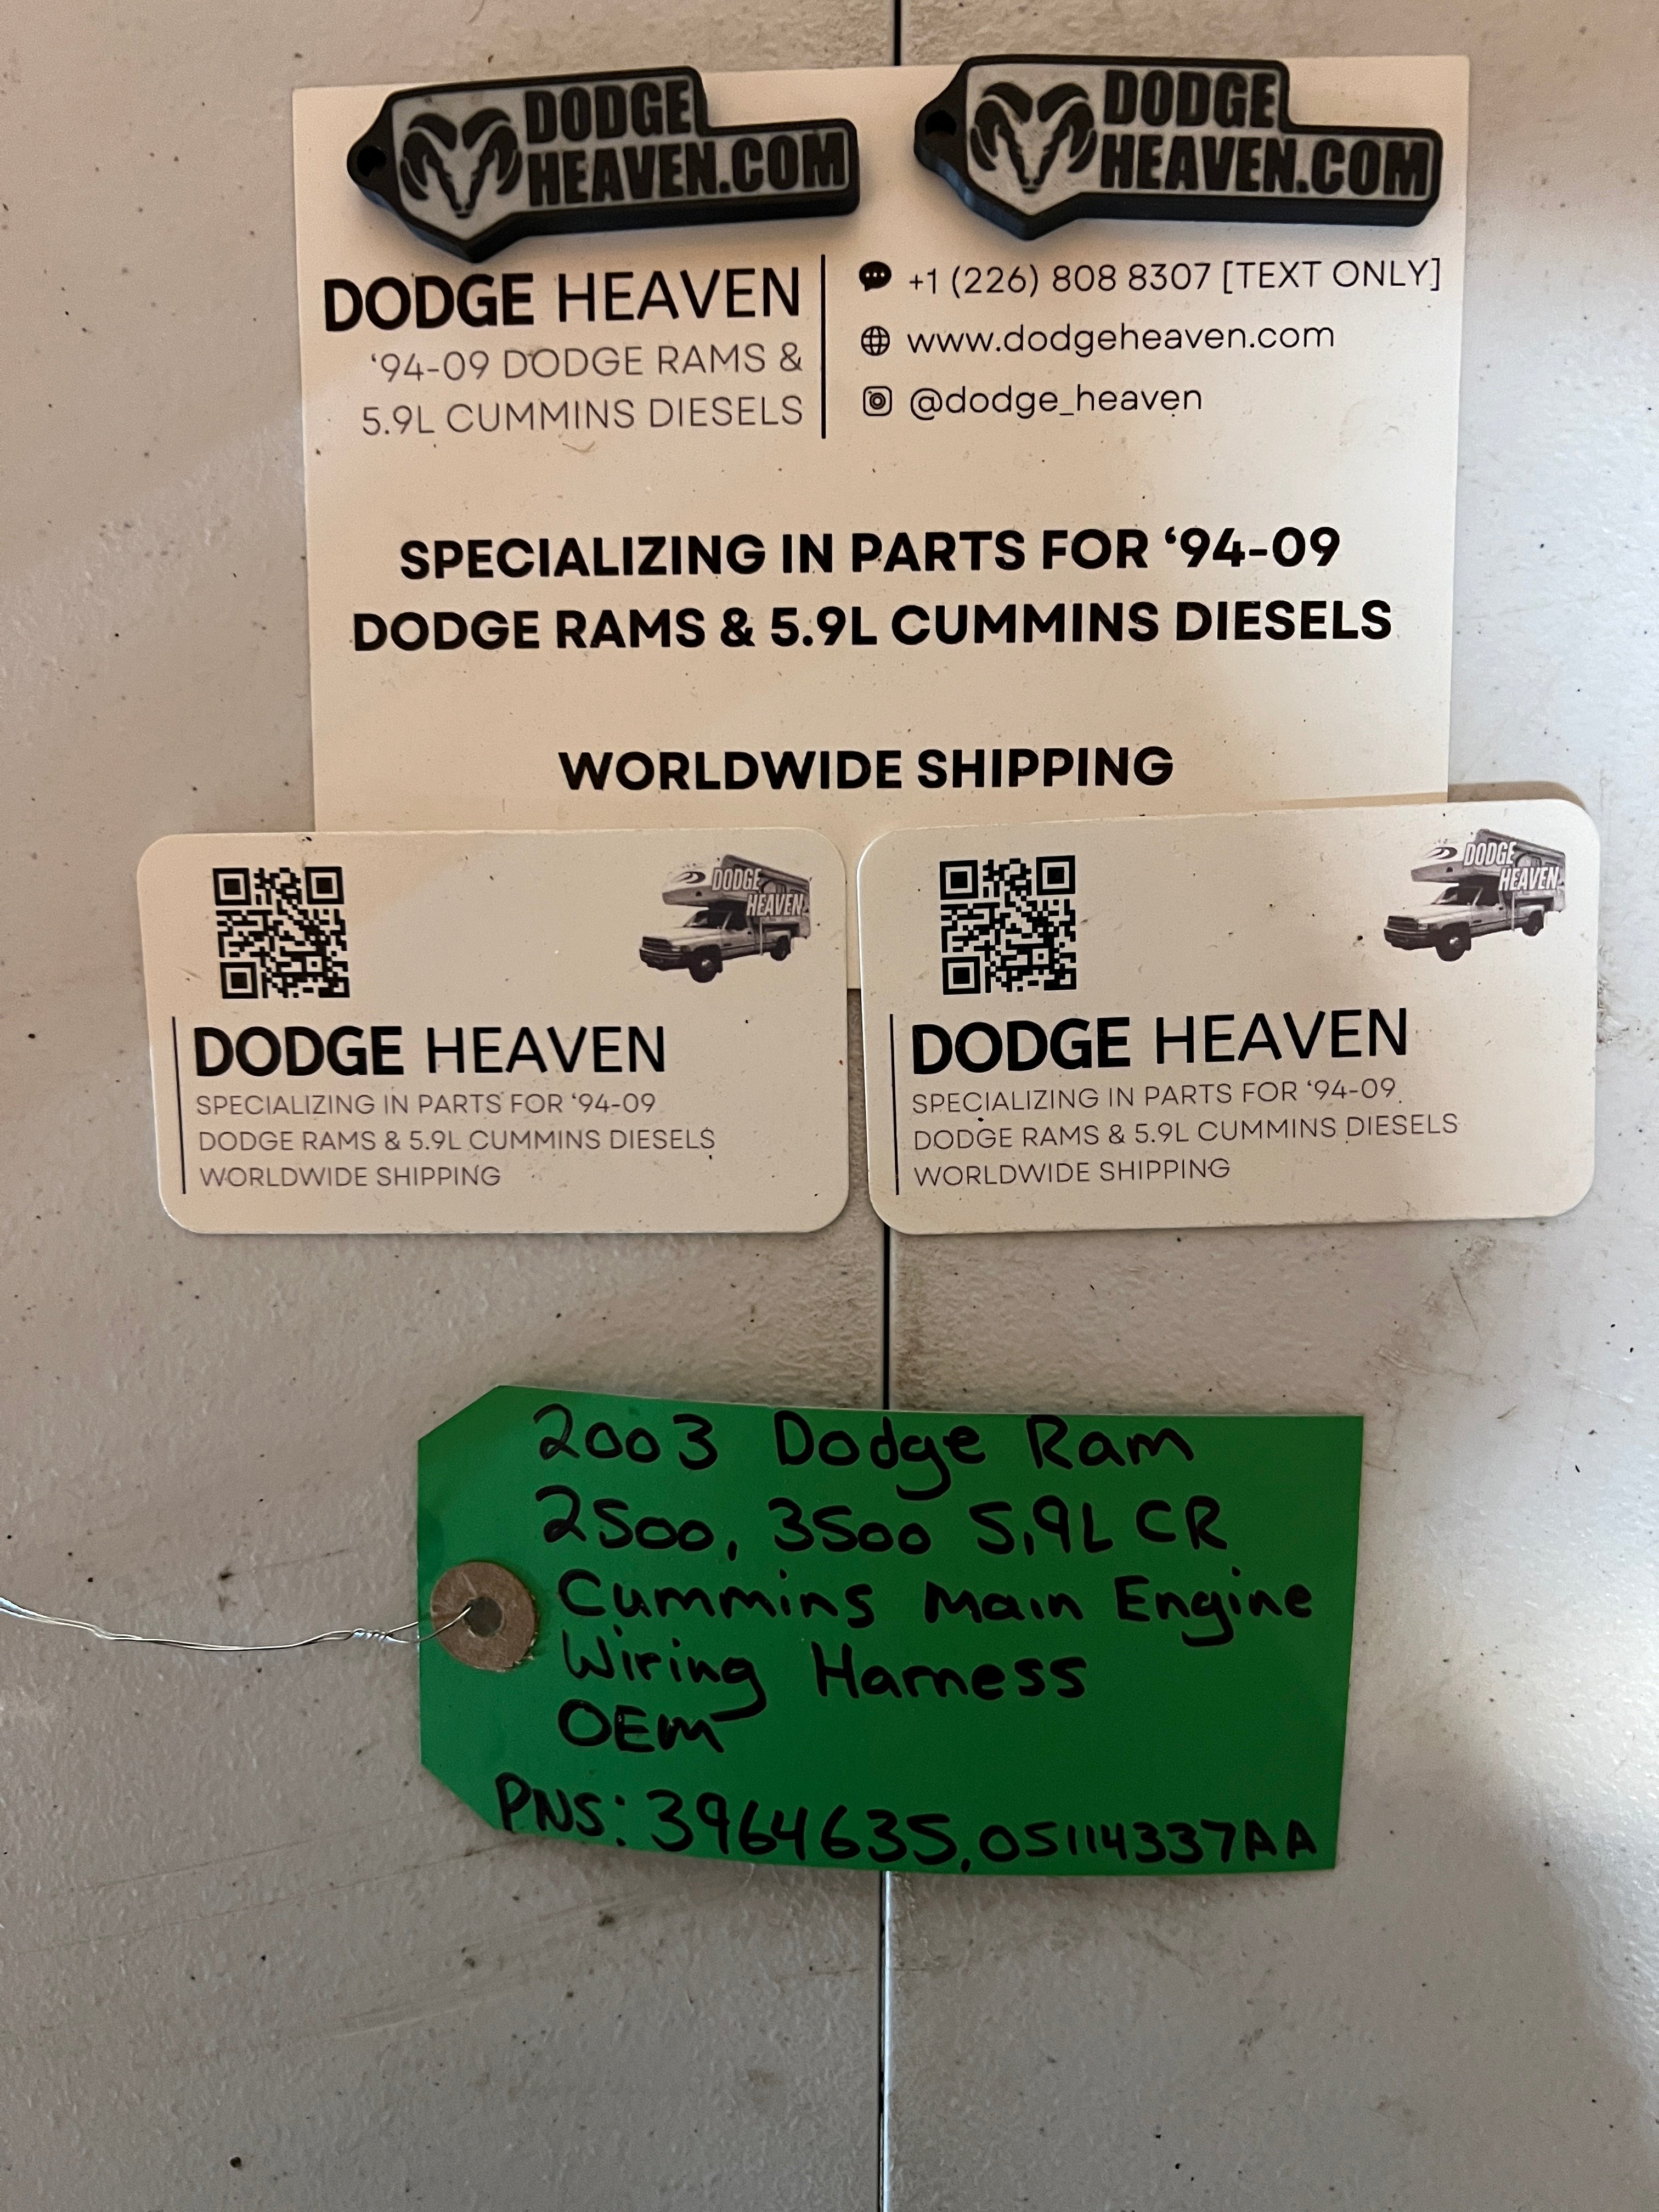 DODGE
HEAVEN.COM
DODGE
HEAVEN.COM
DODGE HEAVEN
‘94-09 DODGE RAMS &
5.9L CUMMINS DIESELS
+1 (226) 808 8307 [TEXT ONLY]
www.dodgeheaven.com
@dodge_heaven
SPECIALIZING IN PARTS FOR ‘94-09
DODGE RAMS & 5.9L CUMMINS DIESELS
WORLDWIDE SHIPPING
DODGE
HEAVEN
DODGE HEAVEN
SPECIALIZING IN PARTS FOR ‘94-09
DODGE RAMS & 5.9L CUMMINS DIESELS
WORLDWIDE SHIPPING
DODGE
HEAVEN
DODGE HEAVEN
SPECIALIZING IN PARTS FOR ‘94-09
DODGE RAMS & 5.9L CUMMINS DIESELS
WORLDWIDE SHIPPING
2003 Dodge Ram
2500, 3500 5.9L CR
Cummins Main Engine
Wiring Harness
OEM
PNS: 3964635, 05114337AA